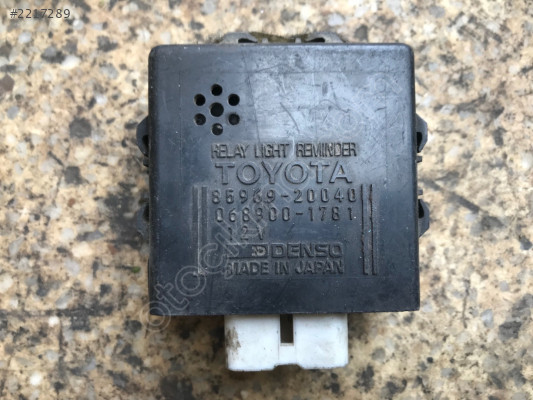 #2217289
RELAY LIGHT REMINDER
TOYOTA
85969-20040
068900-1781
12V
DENSO
MADE IN JAPAN